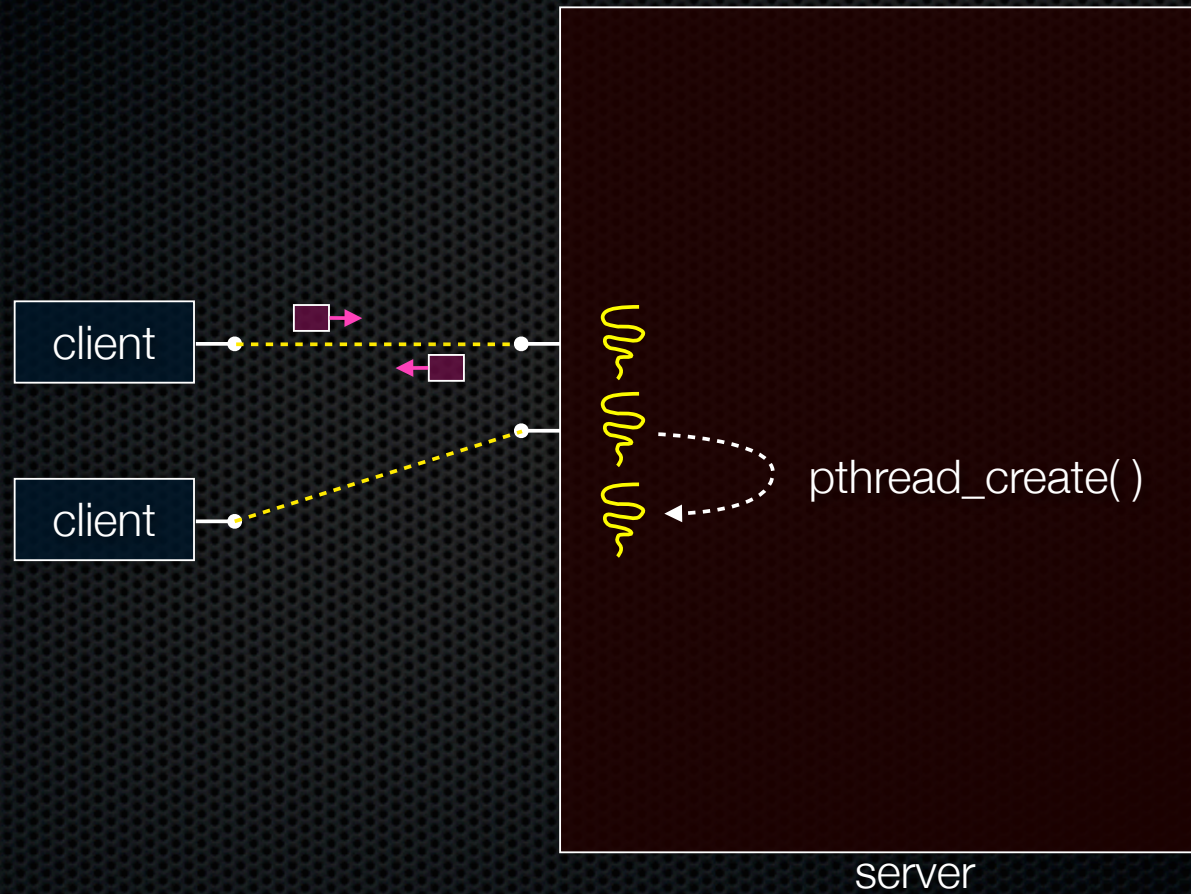 client
client
pthread_create( )
server